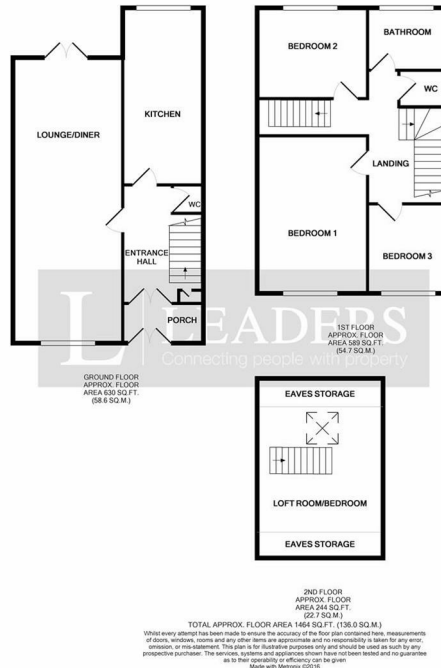 LOUNGE/DINER
KITCHEN
WC
ENTRANCE
HALL
PORCH
GROUND FLOOR
APPROX. FLOOR
AREA 630 SQ.FT.
(58.6 SQ.M.)
BEDROOM 2
BATHROOM
WC
LANDING
BEDROOM 1
BEDROOM 3
1ST FLOOR
APPROX. FLOOR
AREA 589 SQ.FT.
(54.7 SQ.M.)
L LEADERS
Connecting people with property
EAVES STORAGE
LOFT ROOM/BEDROOM
EAVES STORAGE
2ND FLOOR
APPROX. FLOOR
AREA 244 SQ.FT.
(22.7 SQ.M.)
TOTAL APPROX. FLOOR AREA 1464 SQ.FT. (136.0 SQ.M.)
Whilst every attempt has been made to ensure the accuracy of the floor plan contained here, measurements
of doors, windows, rooms and any other items are approximate and no responsibility is taken for any error,
omission, or mis-statement. This plan is for illustrative purposes only and should be used as such by any
prospective purchaser. The services, systems and appliances shown have not been tested and no guarantee
as to their operability or efficiency can be given
Made with Metropix ©2016